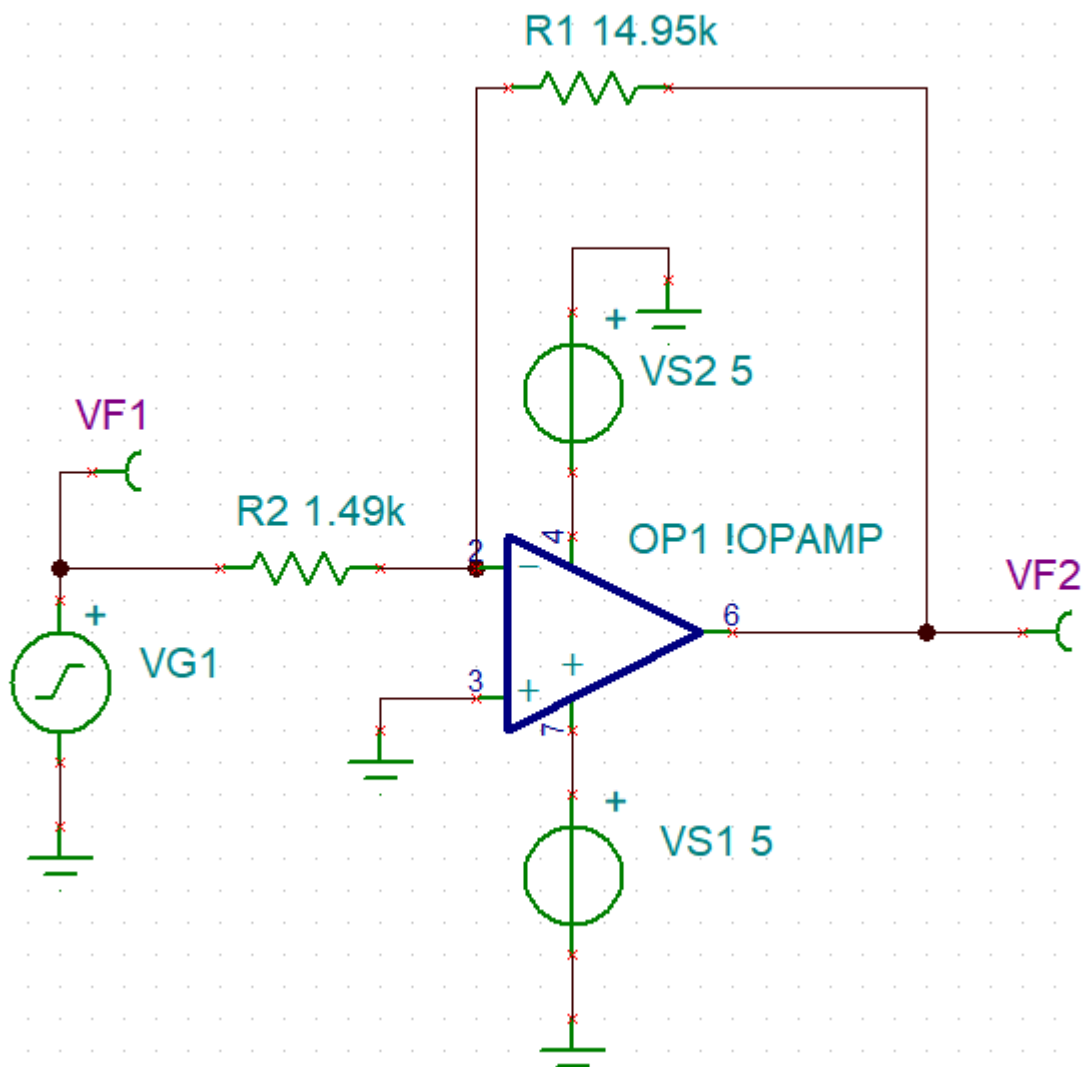 R1 14.95k
+
VS2 5
VF1
R2 1.49k
4
OP1 !OPAMP
2
−
VF2
+
VG1
6
3
+
+
7
+
VS1 5